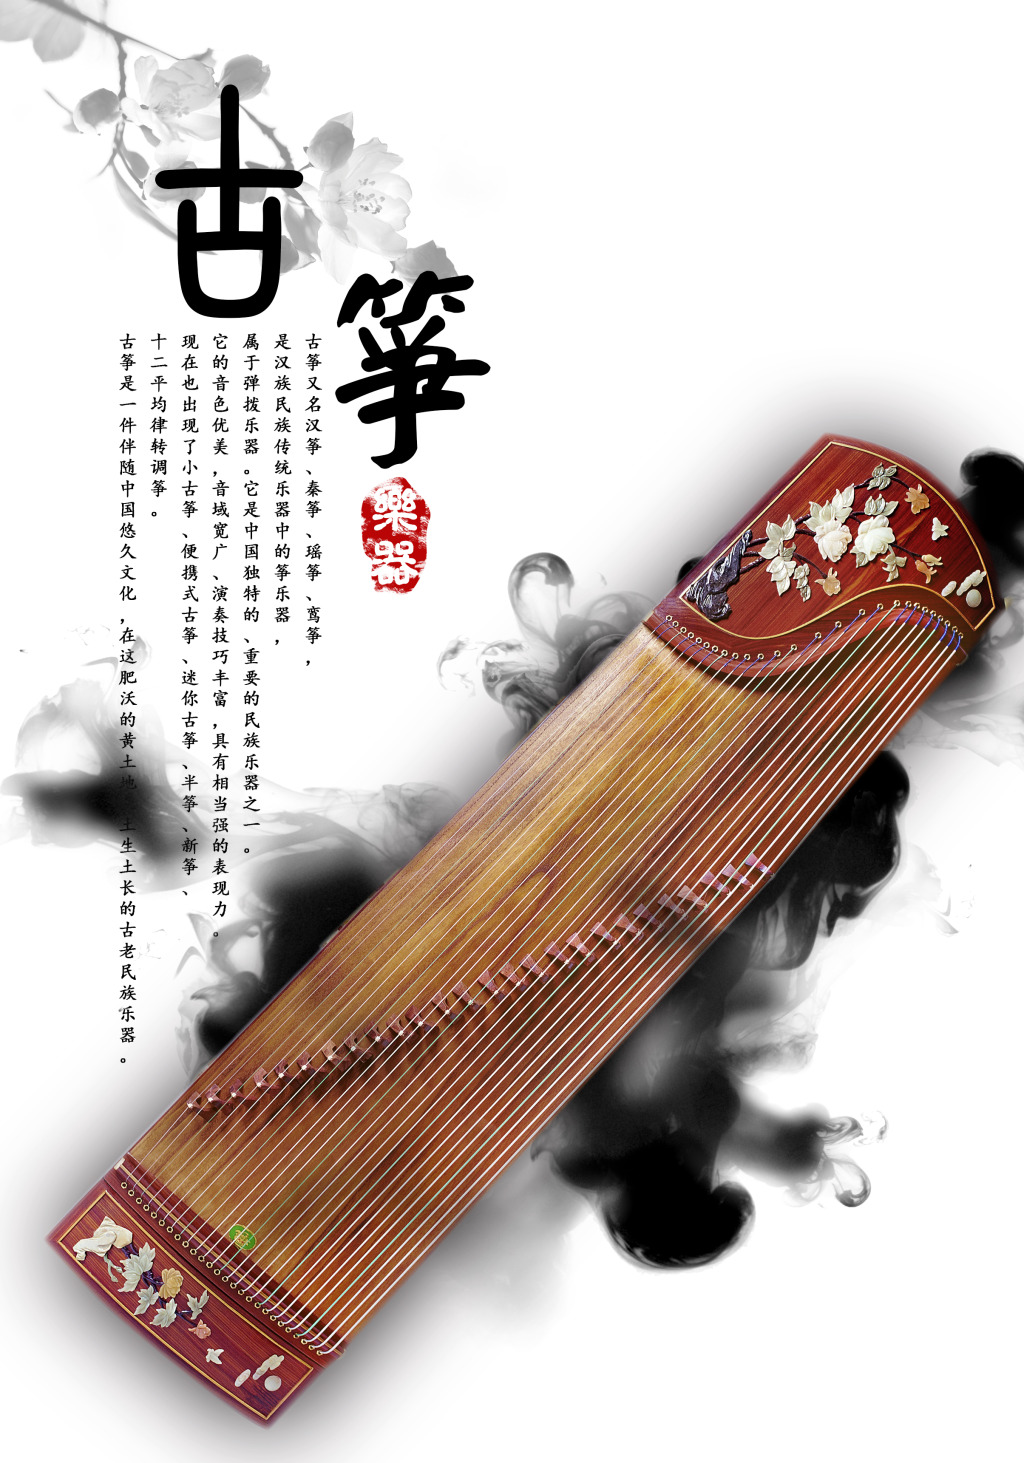 古
筝
樂器
古筝又名汉筝、秦筝、瑶筝、鸾筝，
是汉族民族传统乐器中的筝乐器，
属于弹拨乐器。它是中国独特的、重要的民族乐器之一。
它的音色优美，音域宽广、演奏技巧丰富，具有相当强的表现力。
现在也出现了小古筝、便携式古筝、迷你古筝、半筝、新筝、
十二平均律转调筝。
古筝是一件伴随中国悠久文化，在这肥沃的黄土地土生土长的古老民族乐器。